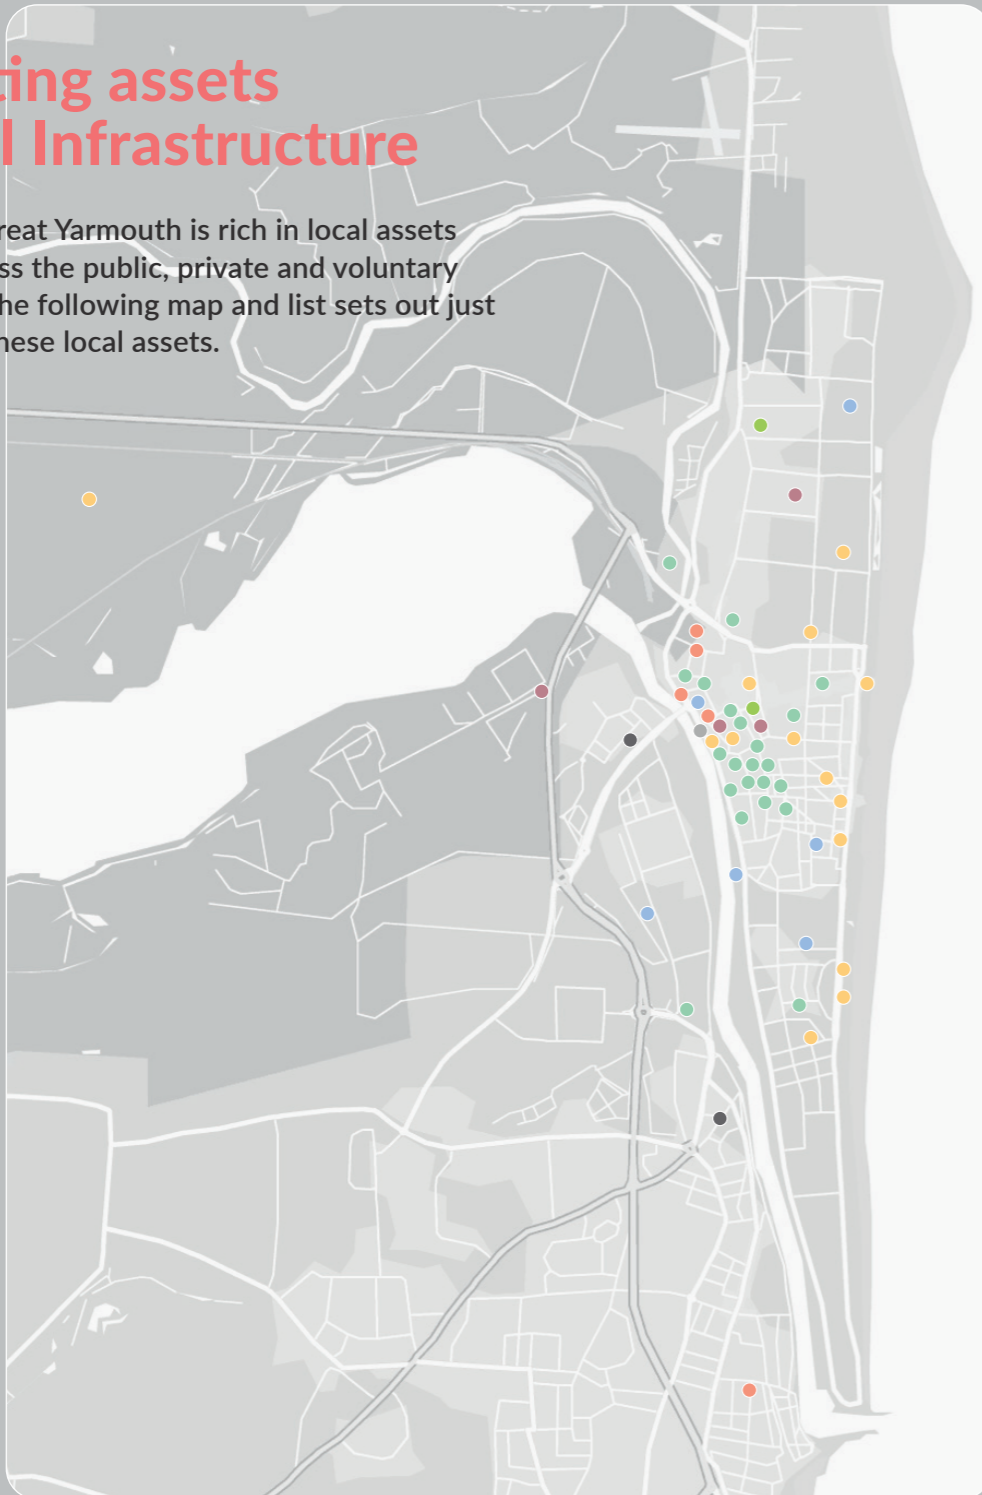 ting assets
l Infrastructure
reat Yarmouth is rich in local assets
ss the public, private and voluntary
he following map and list sets out just
hese local assets.